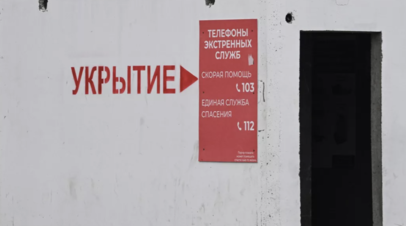 УКРЫТИЕ
ТЕЛЕФОНЫ
ЭКСТРЕННЫХ
СЛУЖБ
СКОРАЯ ПОМОЩЬ
103
ЕДИНАЯ СЛУЖБА
СПАСЕНИЯ
112